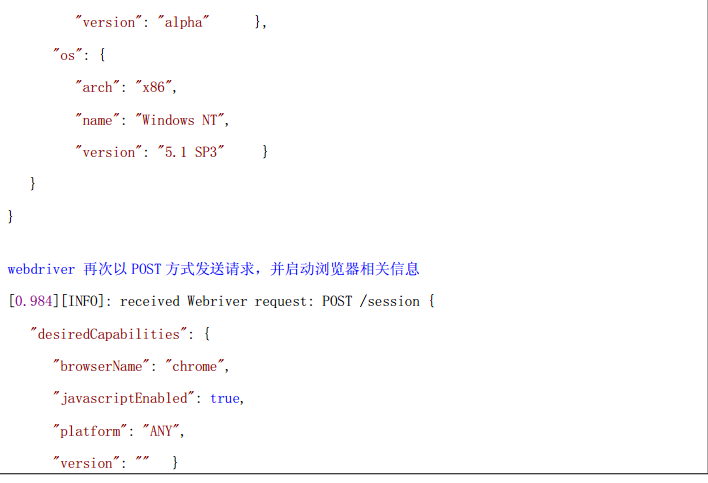 "version": "alpha" },
"os": {
"arch": "x86",
"name": "Windows NT",
"version": "5.1 SP3" }
}
}
webdriver 再次以 POST 方式发送请求，并启动浏览器相关信息
[0.984][INFO]: received Webriver request: POST /session {
"desiredCapabilities": {
"browserName": "chrome",
"javascriptEnabled": true,
"platform": "ANY",
"version": "" }